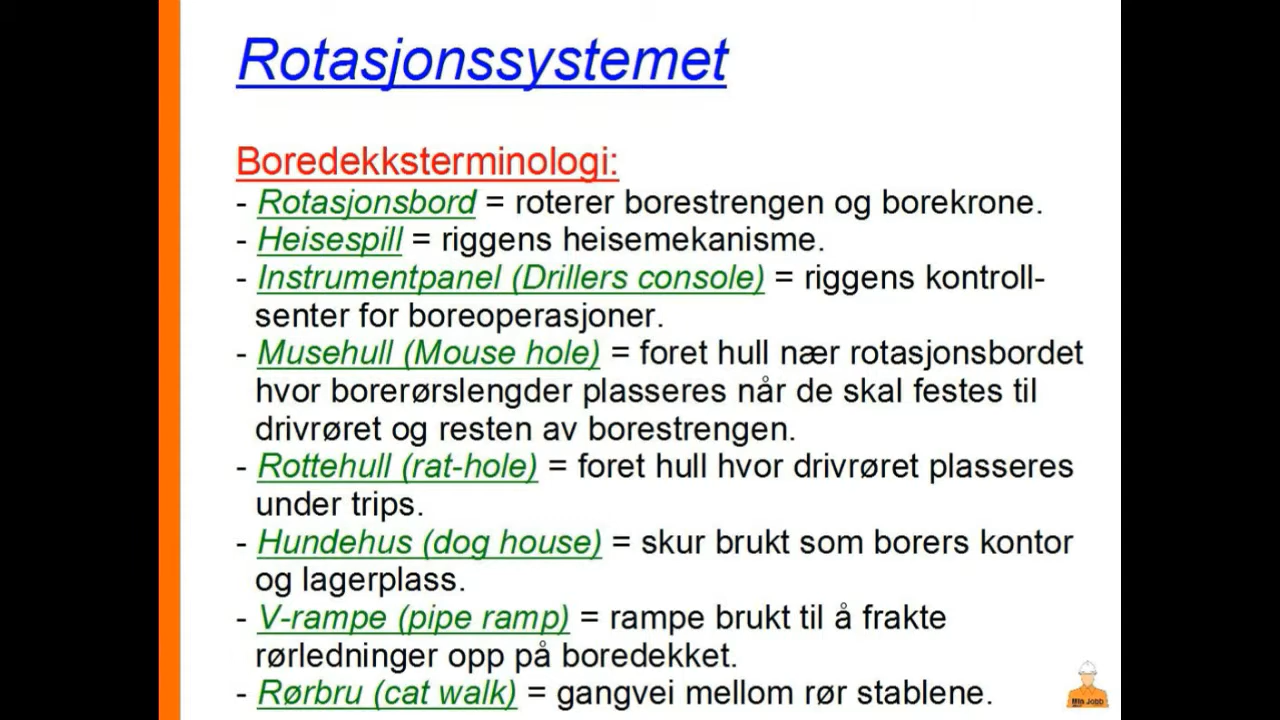 Rotasjonssystemet
Boredekksterminologi:
- Rotasjonsbord = roterer borestrengen og borekrone.
- Heisespill = riggens heisemekanisme.
- Instrumentpanel (Drillers console) = riggens kontroll-
senter for boreoperasjoner.
- Musehull (Mouse hole) = foret hull nær rotasjonsbordet
hvor borerørslengder plasseres når de skal festes til
drivrøret og resten av borestrengen.
- Rottehull (rat-hole) = foret hull hvor drivrøret plasseres
under trips.
- Hundehus (dog house) = skur brukt som borers kontor
og lagerplass.
- V-rampe (pipe ramp) = rampe brukt til å frakte
rørledninger opp på boredekket.
- Rørbru (cat walk) = gangvei mellom rør stablene.